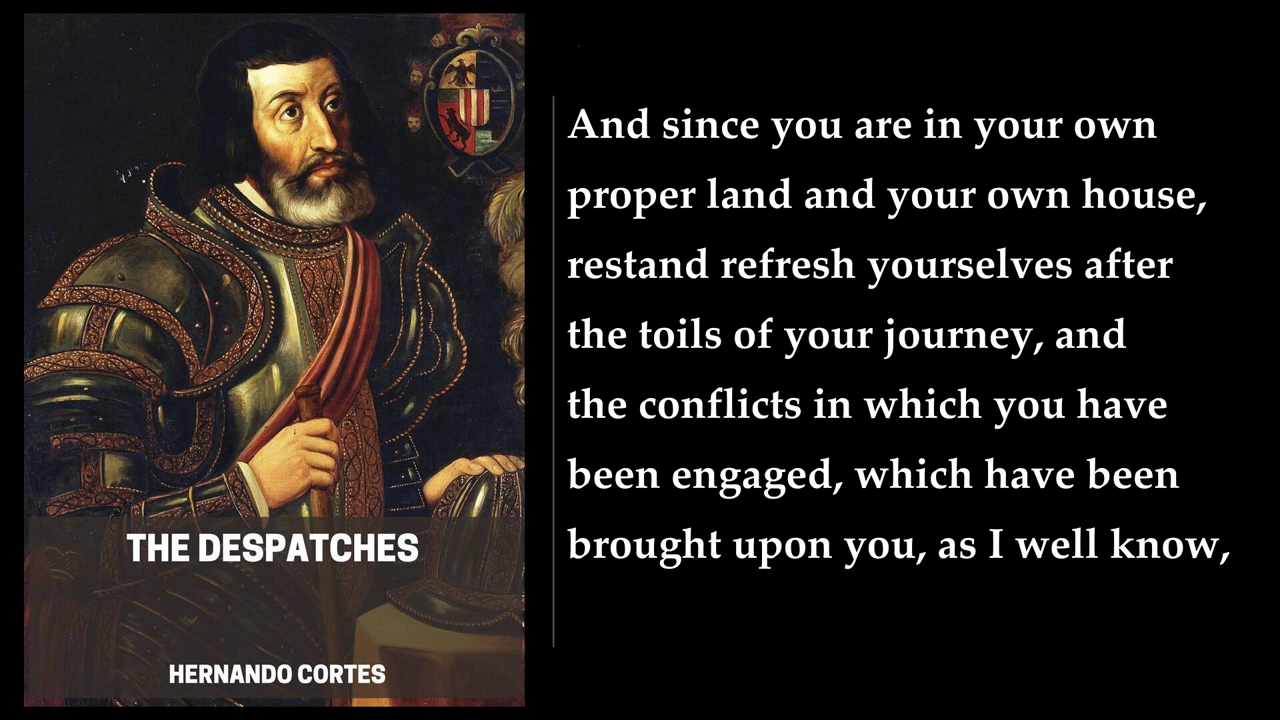 THE DESPATCHES
HERNANDO CORTES
And since you are in your own
proper land and your own house,
restand refresh yourselves after
the toils of your journey, and
the conflicts in which you have
been engaged, which have been
brought upon you, as I well know,